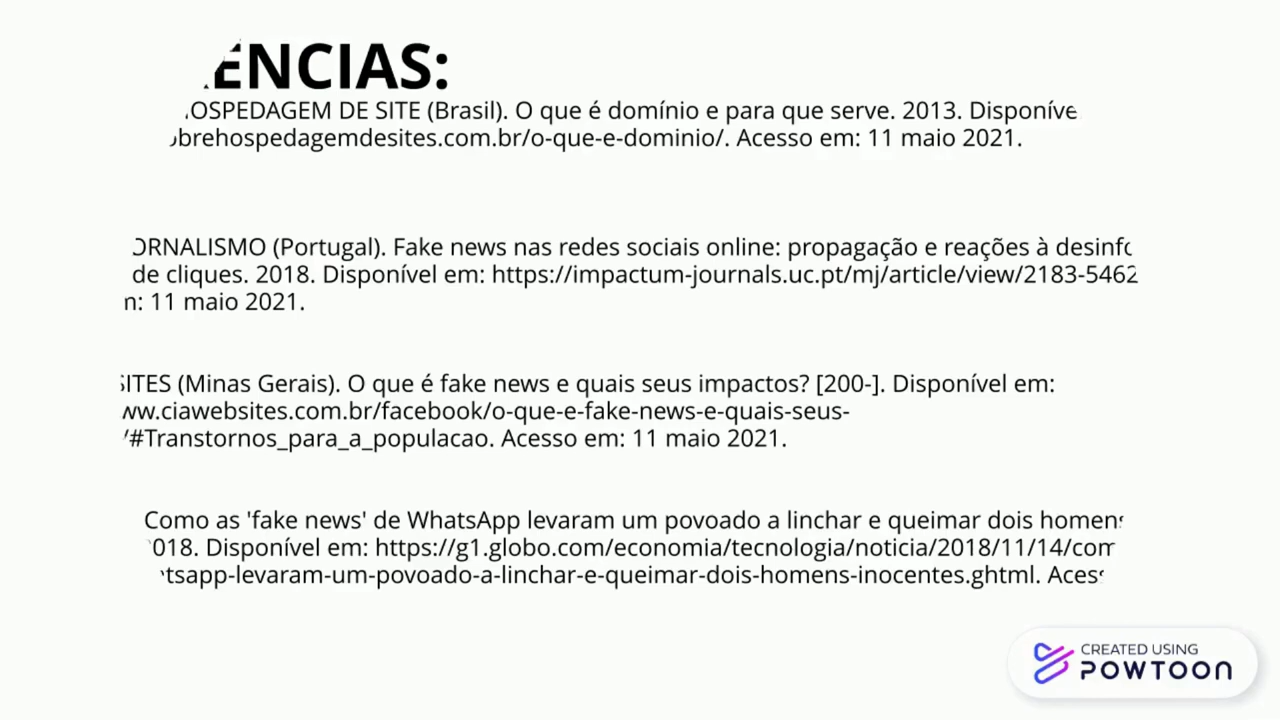 ÊNCIAS:
HOSPEDAGEM DE SITE (Brasil). O que é domínio e para que serve. 2013. Disponíve
obrehospedagemdesites.com.br/o-que-e-dominio/. Acesso em: 11 maio 2021.
ORNALISMO (Portugal). Fake news nas redes sociais online: propagação e reações à desinfo
de cliques. 2018. Disponível em: https://impactum-journals.uc.pt/mj/article/view/2183-5462
m: 11 maio 2021.
SITES (Minas Gerais). O que é fake news e quais seus impactos? [200-]. Disponível em:
ww.ciawebsites.com.br/facebook/o-que-e-fake-news-e-quais-seus-
/#Transtornos_para_a_populacao. Acesso em: 11 maio 2021.
Como as 'fake news' de WhatsApp levaram um povoado a linchar e queimar dois homens
018. Disponível em: https://g1.globo.com/economia/tecnologia/noticia/2018/11/14/com
tsapp-levaram-um-povoado-a-linchar-e-queimar-dois-homens-inocentes.ghtml. Aces
CREATED USING
POWTOON